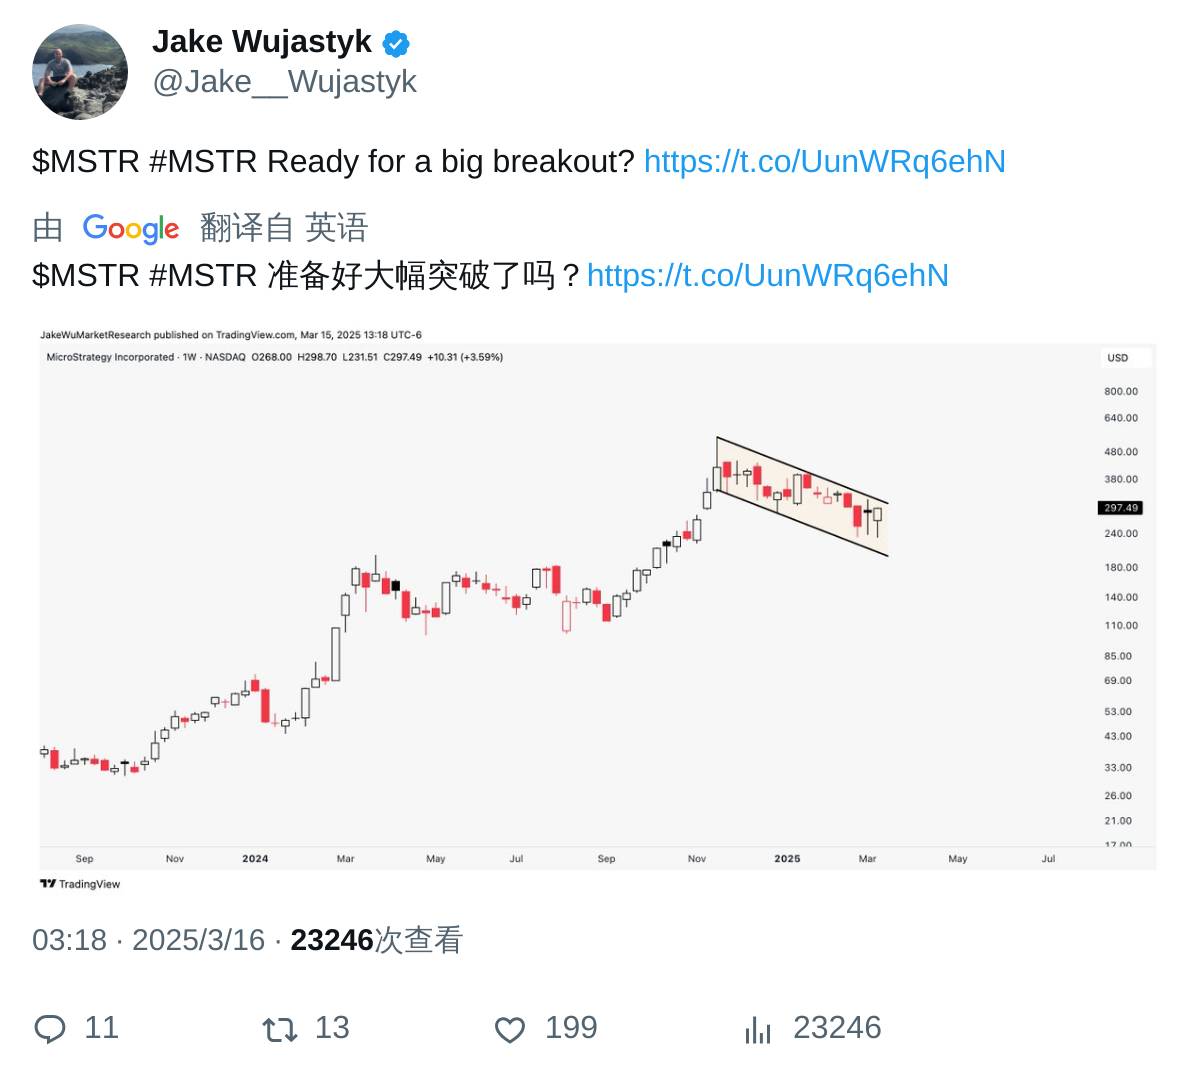 Jake Wujastyk
@Jake__Wujastyk
$MSTR #MSTR Ready for a big breakout? https://t.co/UunWRq6ehN
由 Google 翻译自 英语
$MSTR #MSTR 准备好大幅突破了吗？https://t.co/UunWRq6ehN
JakeWuMarketResearch published on TradingView.com, Mar 15, 2025 13:18 UTC-6
MicroStrategy Incorporated · 1W · NASDAQ O268.00 H298.70 L231.51 C297.49 +10.31 (+3.59%)
USD
800.00
640.00
480.00
380.00
297.49
240.00
180.00
140.00
110.00
85.00
69.00
53.00
43.00
33.00
26.00
21.00
17.00
Sep Nov 2024 Mar May Jul Sep Nov 2025 Mar May Jul
TradingView
03:18 · 2025/3/16 · 23246次查看
11 13 199 23246